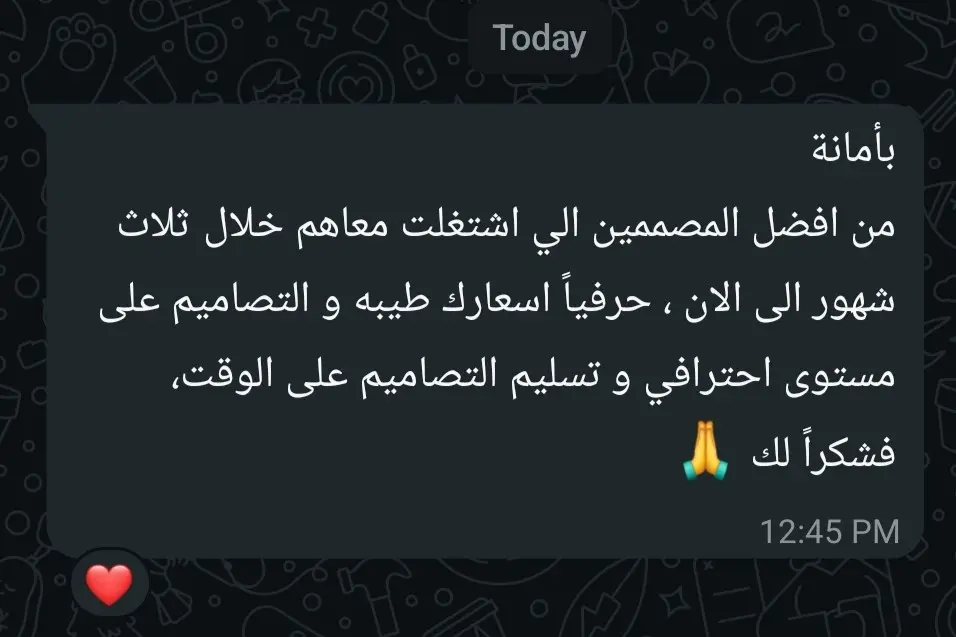 Today
بأمانة
من افضل المصممين الي اشتغلت معاهم خلال ثلاث
شهور الى الان ، حرفياً اسعارك طيبه و التصاميم على
مستوى احترافي و تسليم التصاميم على الوقت،
فشكراً لك 🙏
12:45 PM